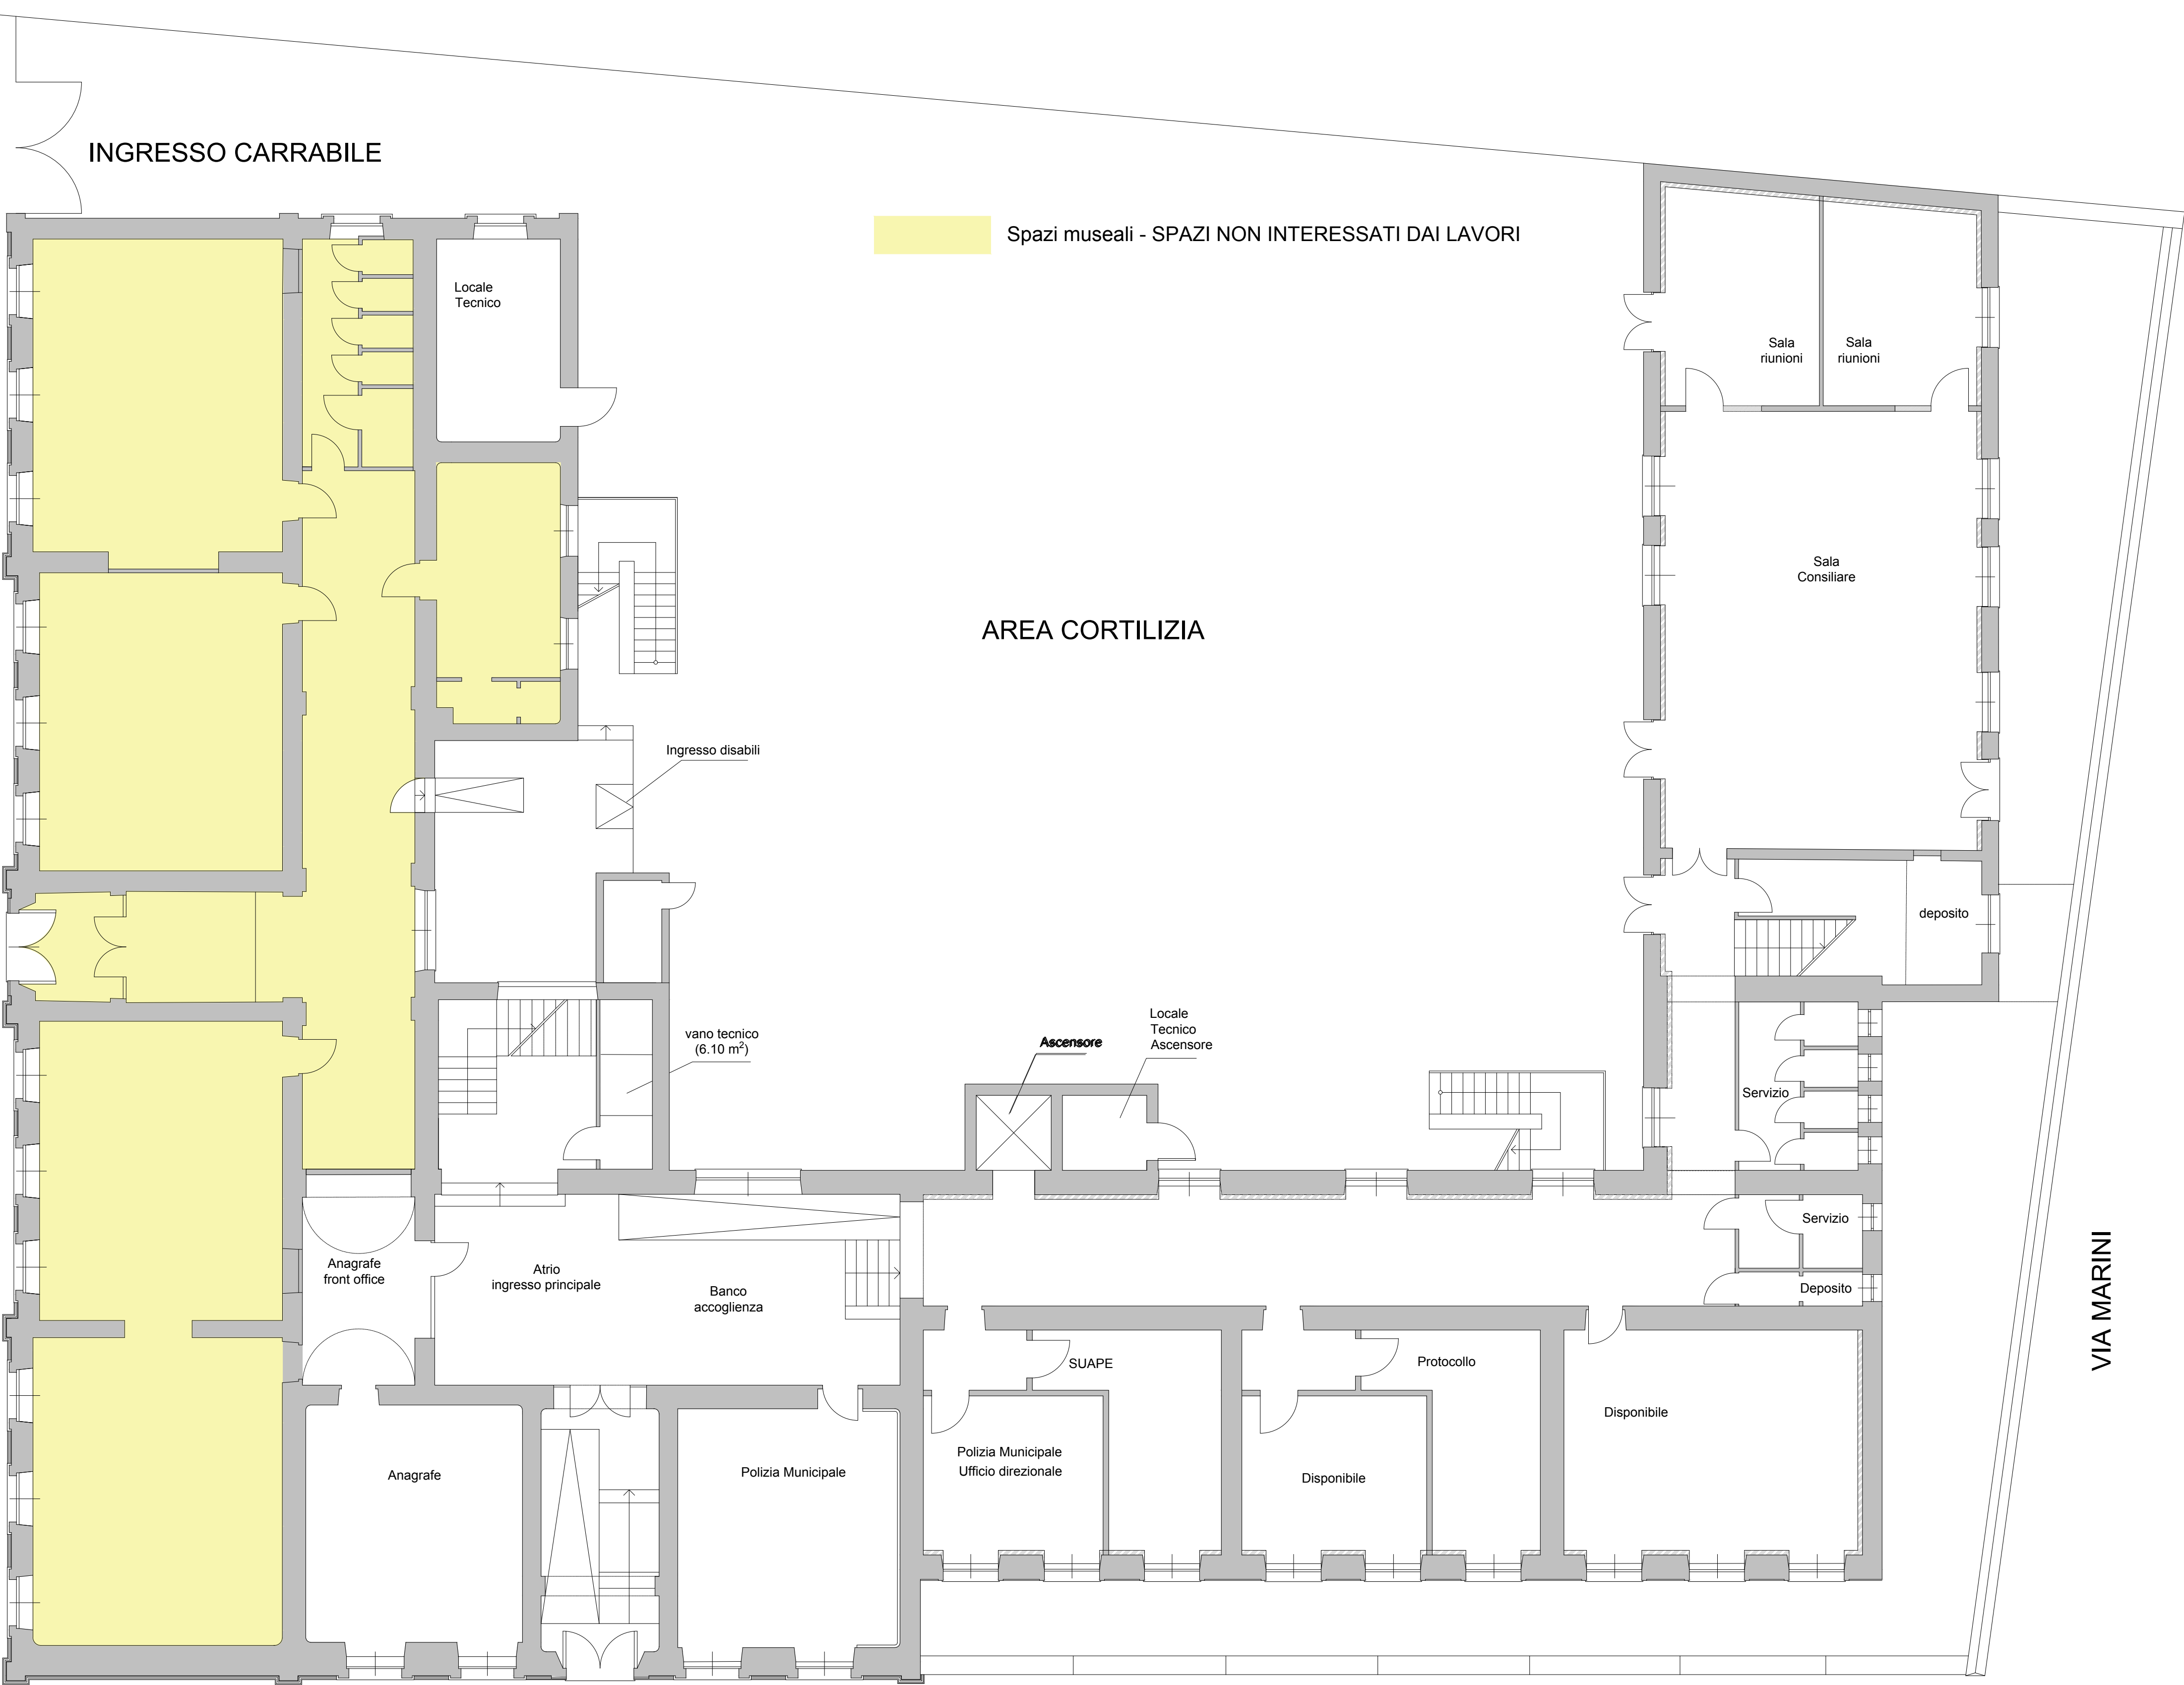 INGRESSO CARRABILE
Spazi museali - SPAZI NON INTERESSATI DAI LAVORI
Locale
Tecnico
Sala
riunioni
Sala
riunioni
Sala
Consiliare
AREA CORTILIZIA
Ingresso disabili
deposito
vano tecnico
(6.10 m²)
Ascensore
Locale
Tecnico
Ascensore
Servizio
Servizio
Deposito
Anagrafe
front office
Atrio
ingresso principale
Banco
accoglienza
VIA MARINI
SUAPE
Protocollo
Disponibile
Polizia Municipale
Ufficio direzionale
Disponibile
Anagrafe
Polizia Municipale